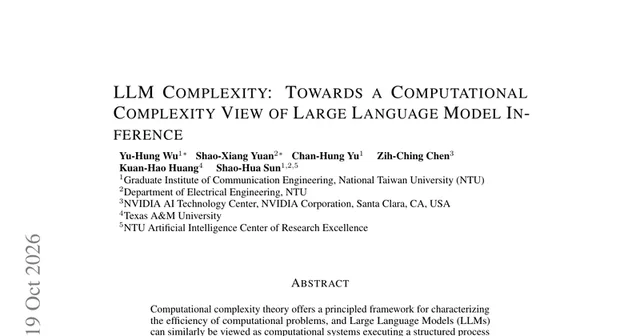 LLM COMPLEXITY: TOWARDS A COMPUTATIONAL
COMPLEXITY VIEW OF LARGE LANGUAGE MODEL IN-
FERENCE
Yu-Hung Wu1* Shao-Xiang Yuan2* Chan-Hung Yu1 Zih-Ching Chen3
Kuan-Hao Huang4 Shao-Hua Sun1,2,5
1Graduate Institute of Communication Engineering, National Taiwan University (NTU)
2Department of Electrical Engineering, NTU
3NVIDIA AI Technology Center, NVIDIA Corporation, Santa Clara, CA, USA
4Texas A&M University
5NTU Artificial Intelligence Center of Research Excellence
19 Oct 2026
ABSTRACT
Computational complexity theory offers a principled framework for characterizing
the efficiency of computational problems, and Large Language Models (LLMs)
can similarly be viewed as computational systems executing a structured process